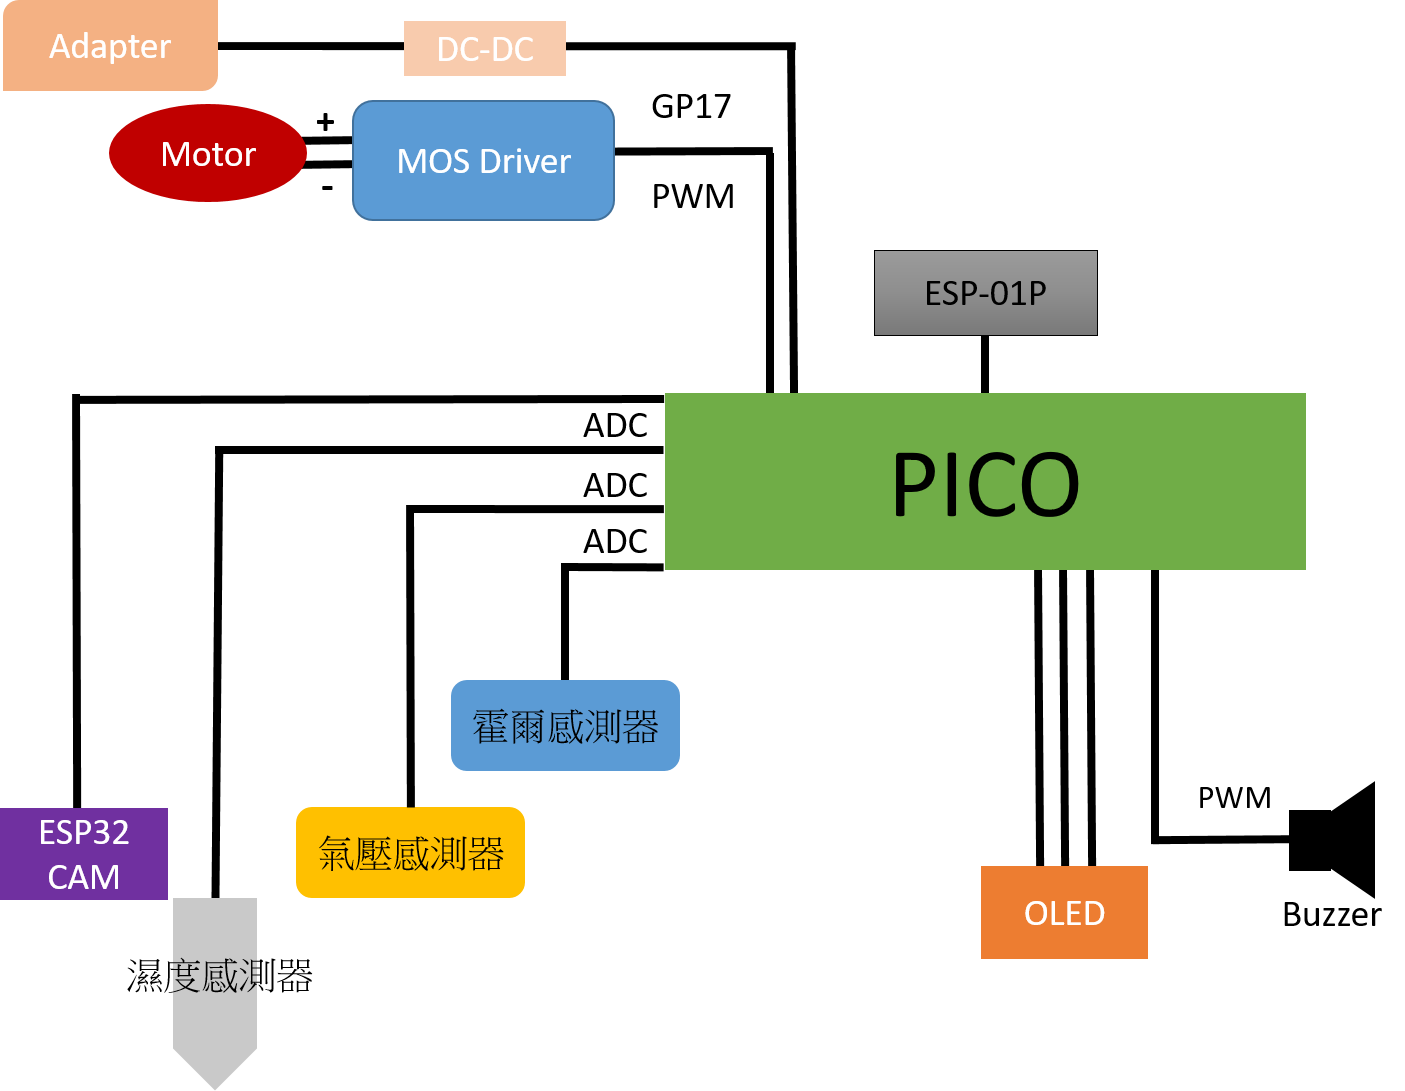 Adapter
DC-DC
GP17
+
Motor
MOS Driver
-
PWM
ESP-01P
ADC
PICO
ADC
ADC
霍爾感測器
PWM
ESP32
CAM
氣壓感測器
OLED
Buzzer
濕度感測器